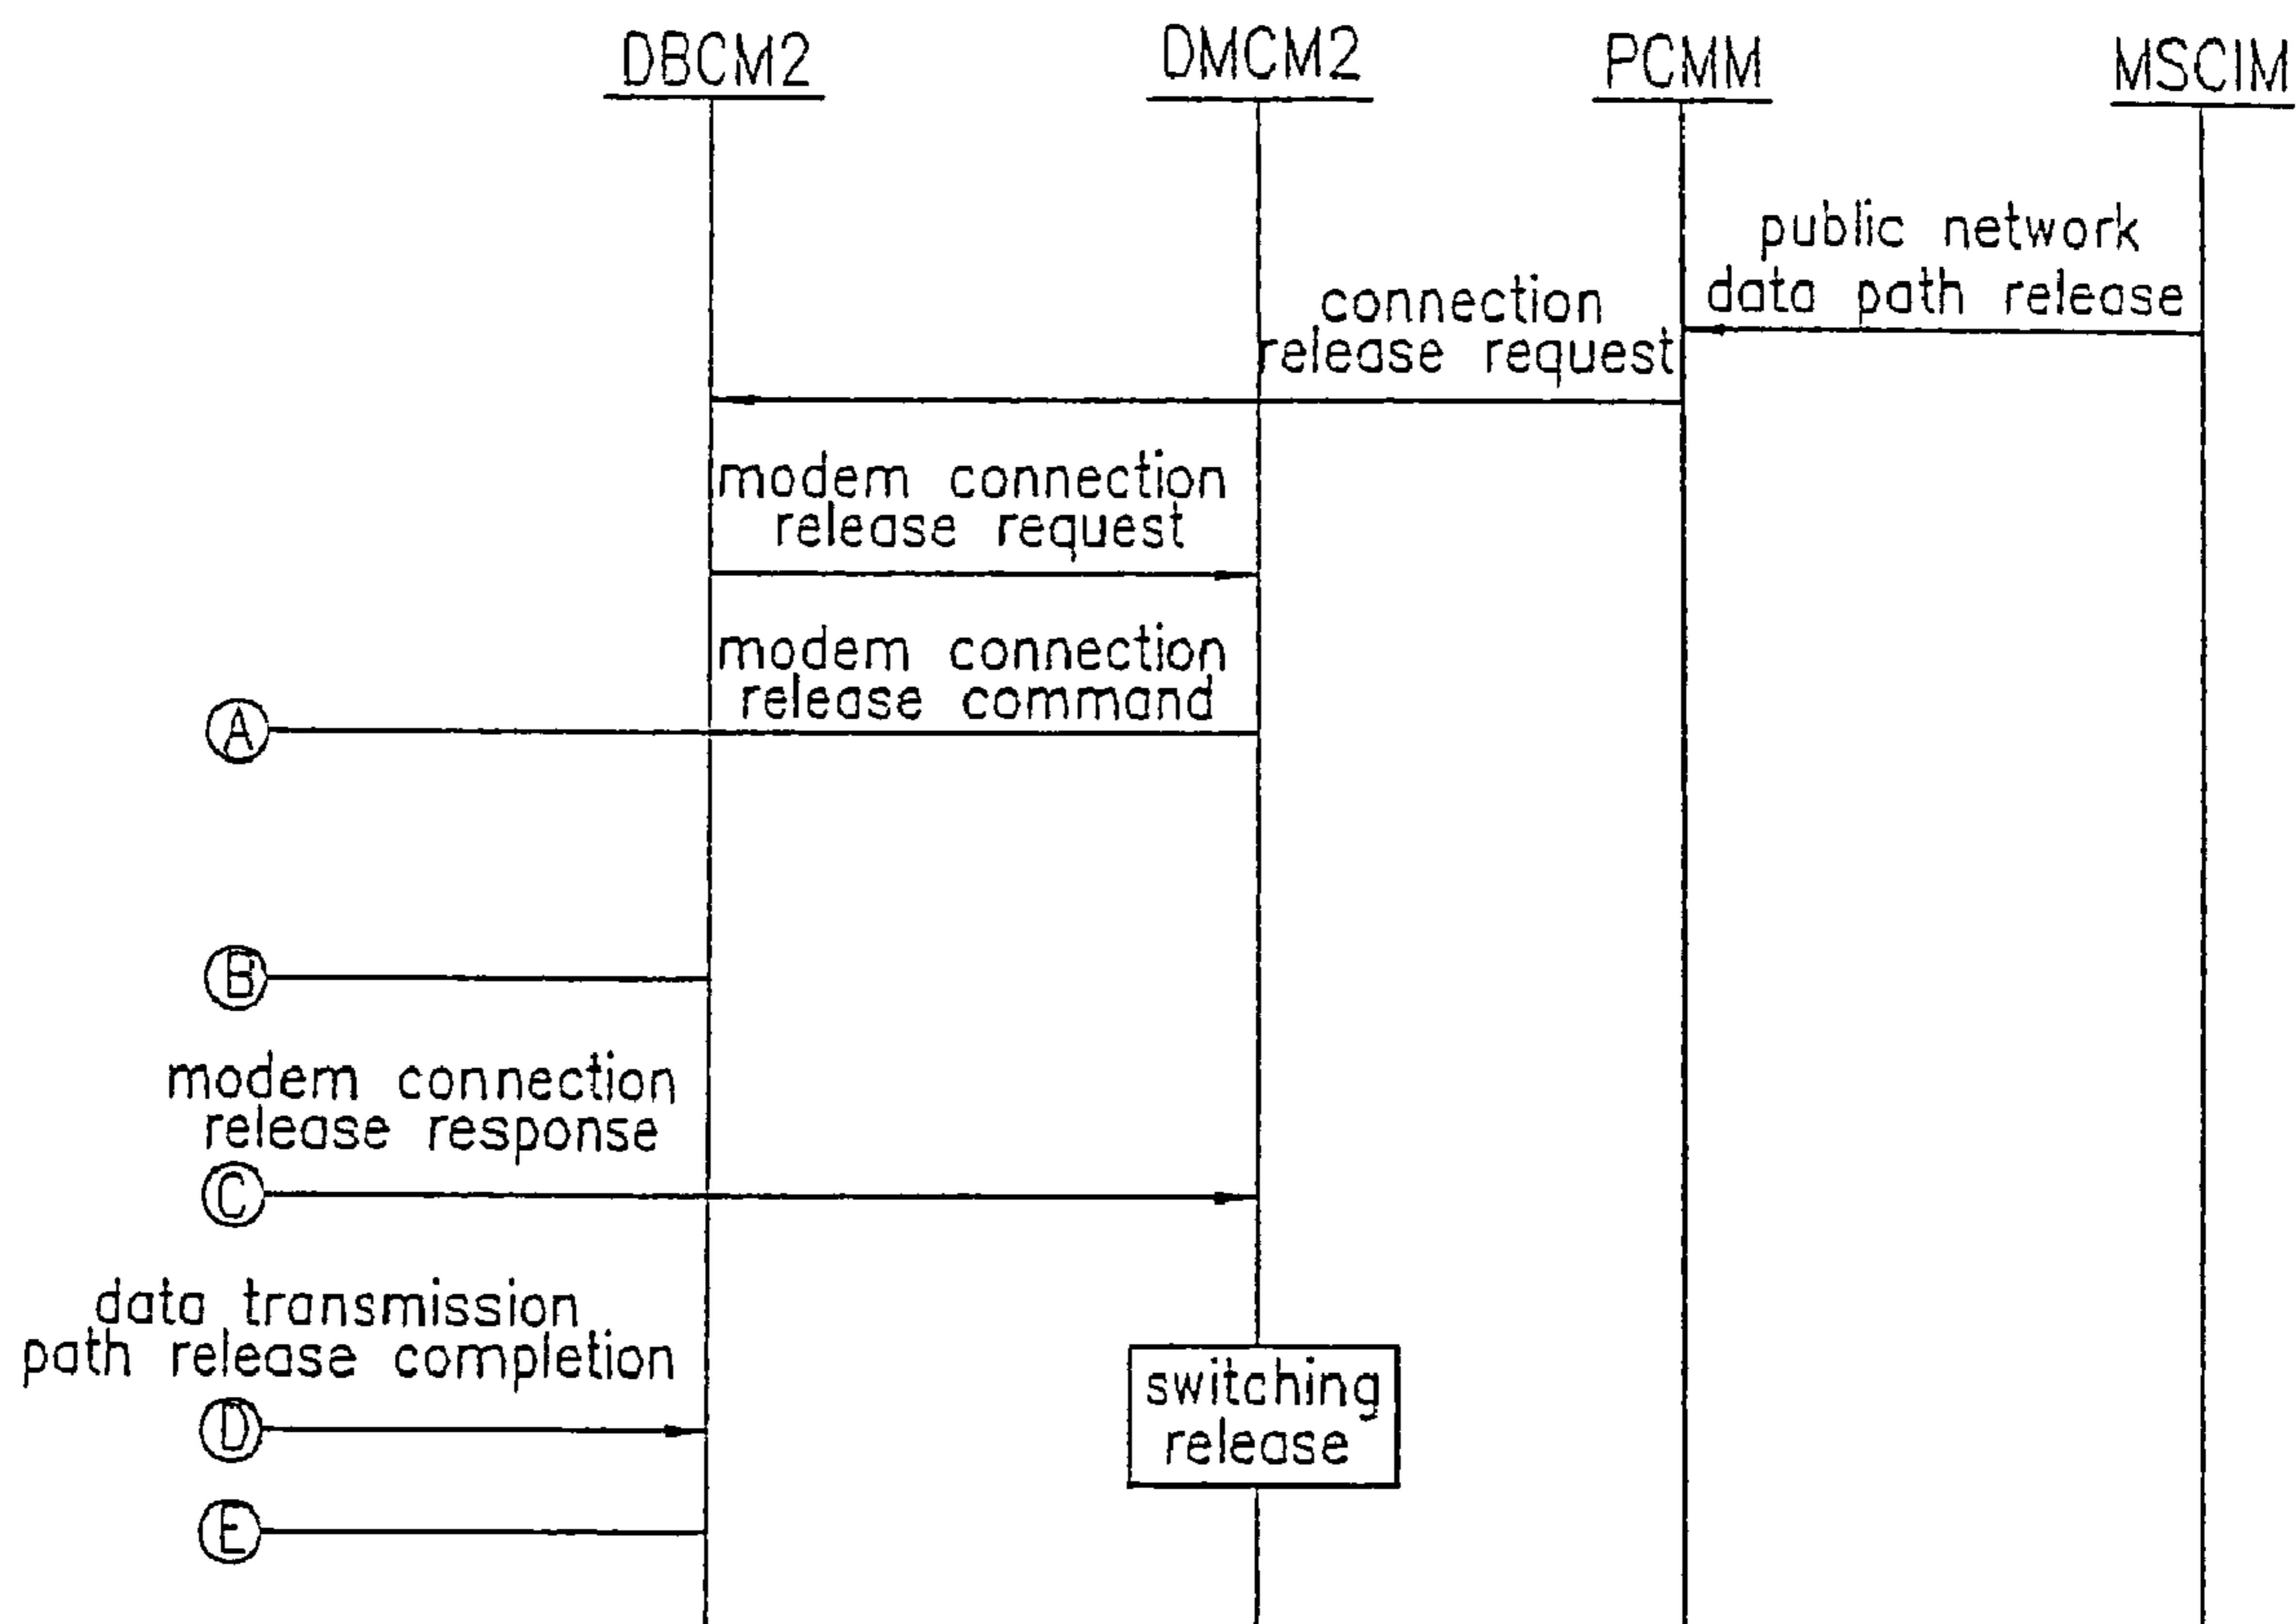 DBCM2
DMCM2
PCMM
MSCIM
public network
data path release
connection
release request
modem connection
release request
modem connection
release command
A
B
modem connection
release response
C
data transmission
path release completion
switching
release
D
E